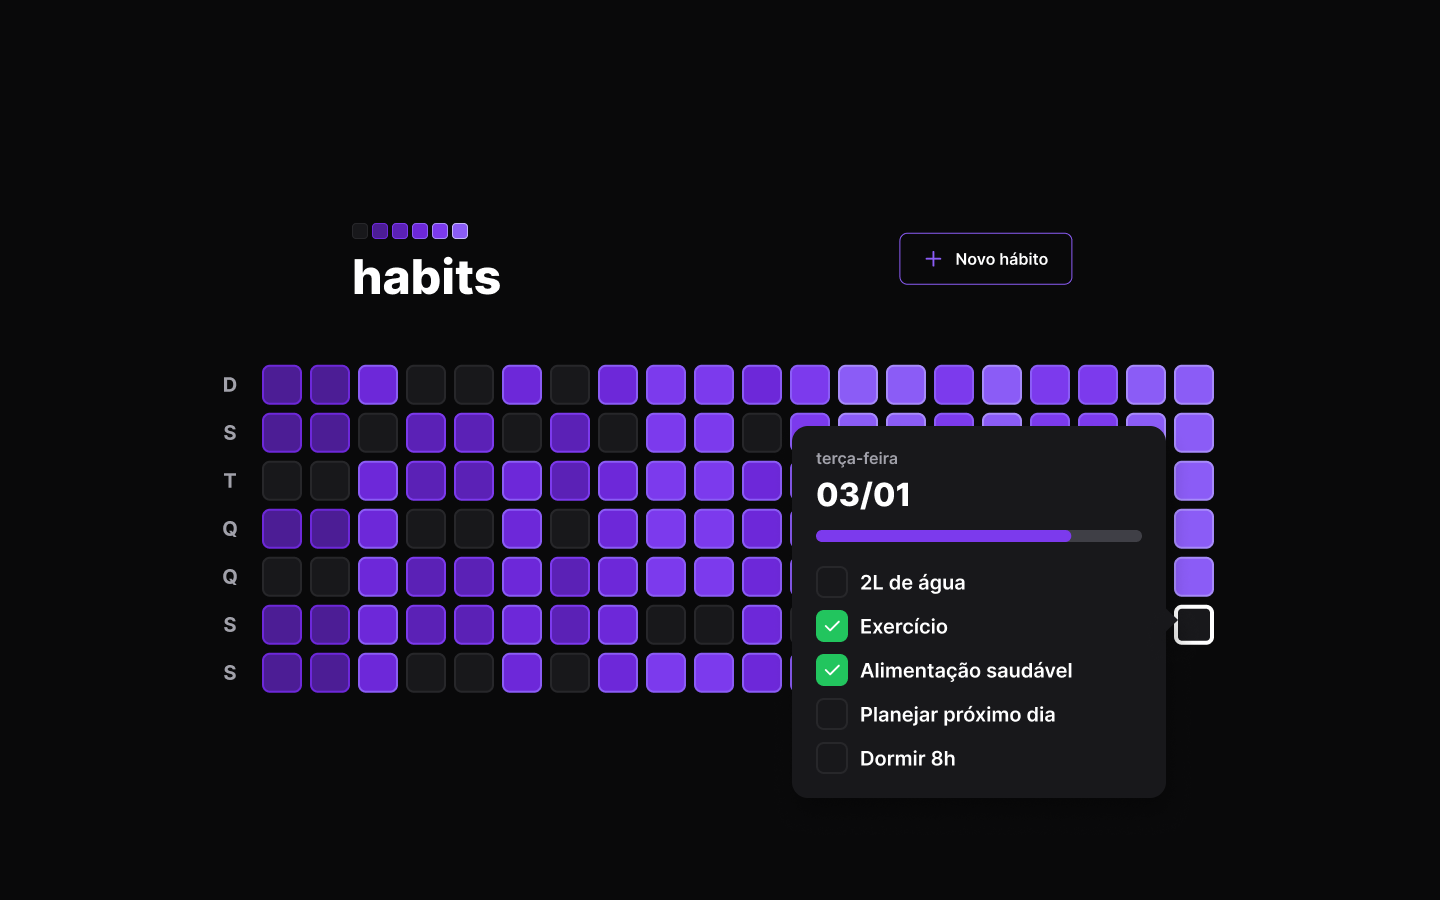 habits
Novo hábito
D
S
T
Q
Q
S
S
terça-feira
03/01
2L de água
Exercício
Alimentação saudável
Planejar próximo dia
Dormir 8h